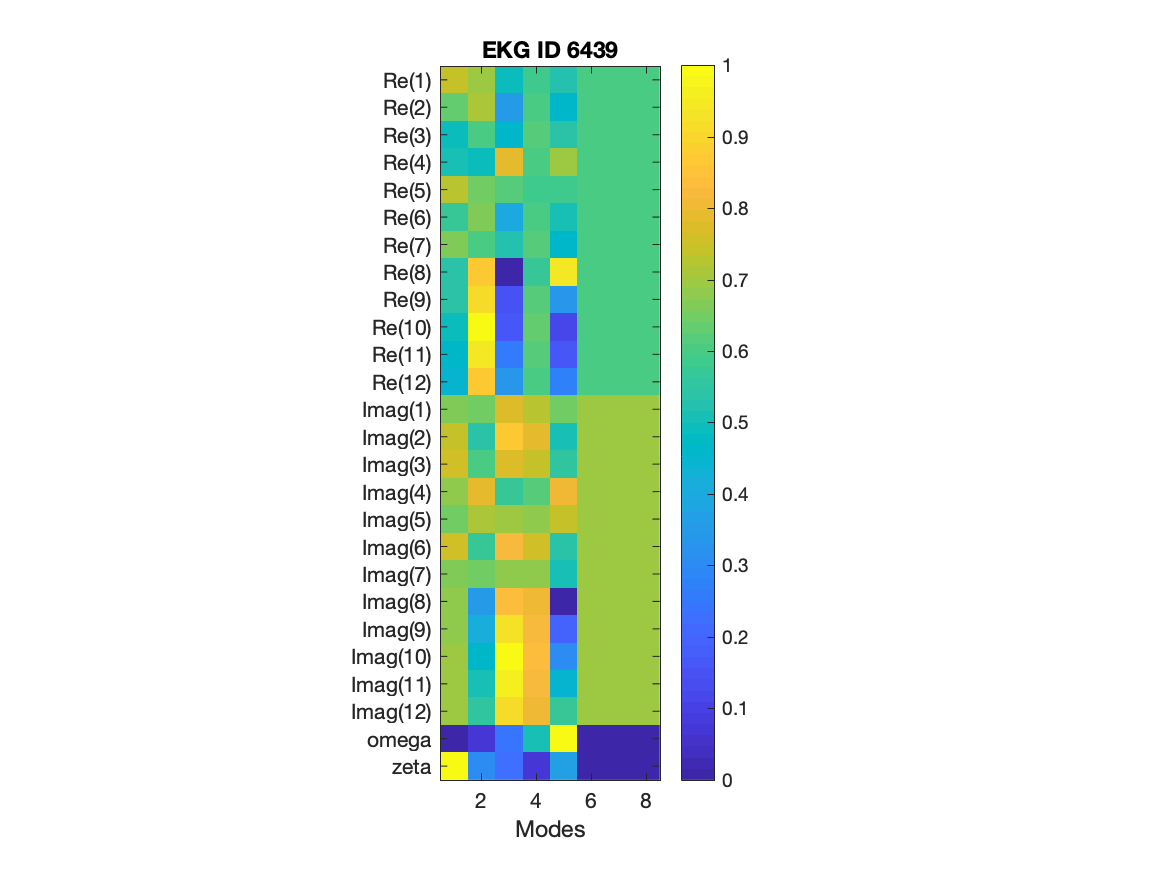 EKG ID 6439
Re(1)
Re(2)
Re(3)
Re(4)
Re(5)
Re(6)
Re(7)
Re(8)
Re(9)
Re(10)
Re(11)
Re(12)
Imag(1)
Imag(2)
Imag(3)
Imag(4)
Imag(5)
Imag(6)
Imag(7)
Imag(8)
Imag(9)
Imag(10)
Imag(11)
Imag(12)
omega
zeta
2 4 6 8
Modes
1
0.9
0.8
0.7
0.6
0.5
0.4
0.3
0.2
0.1
0